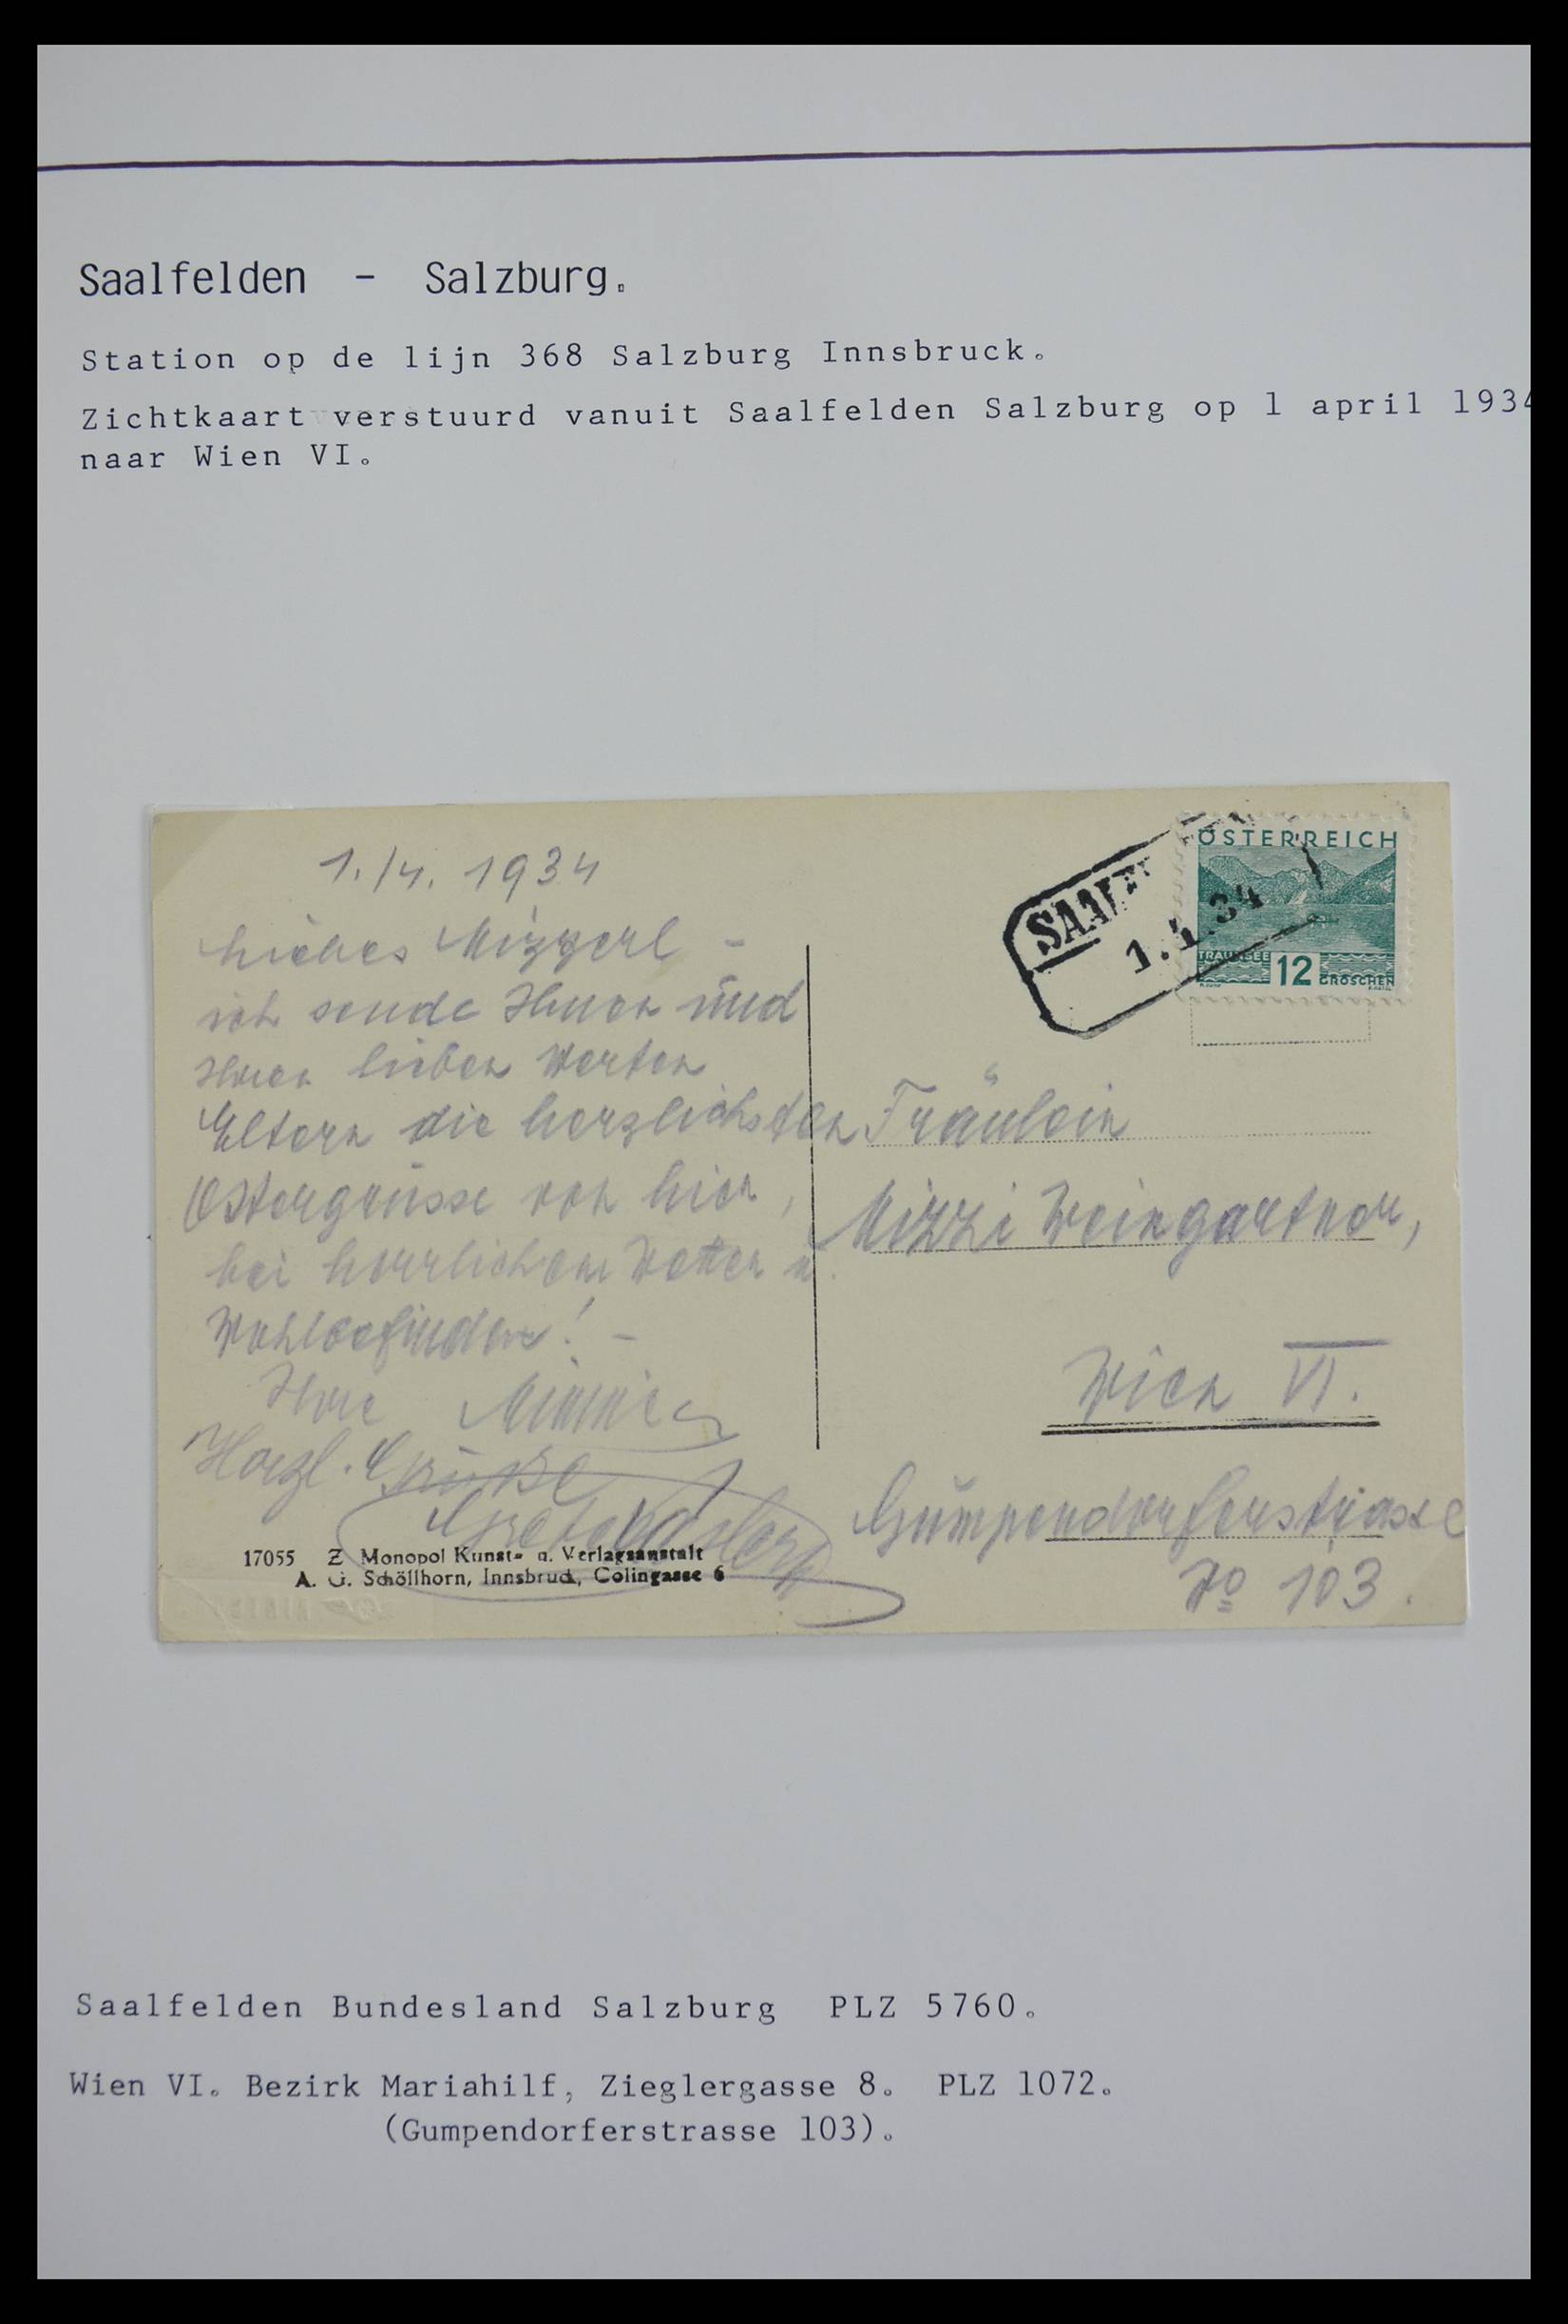 Saalfelden - Salzburg.
Station op de lijn 368 Salzburg Innsbruck.
Zichtkaart verstuurd vanuit Saalfelden Salzburg op 1 april 1934
naar Wien VI.
1./4. 1934
Liebes Mizzerl -
ich sende Ihnen und
Ihren lieben Werten
Eltern die herzlichsten
Ostergrüsse von hier,
bei herrlichem Wetter u.
Wohlbefinden! -
Ihre Minnie
Herzl. Grüße
Grete
17055 Z Monopol Kunst- u. Verlagsanstalt
A. G. Schöllhorn, Innsbruck, Colingasse 6
SAALF
1.4.34
ÖSTERREICH
TRAUNSEE 12 GROSCHEN
Fräulein
Mizzi Weingartner,
Wien VI.
Gumpendorferstrasse
No 103.
Saalfelden Bundesland Salzburg PLZ 5760.
Wien VI. Bezirk Mariahilf, Zieglergasse 8. PLZ 1072.
(Gumpendorferstrasse 103).